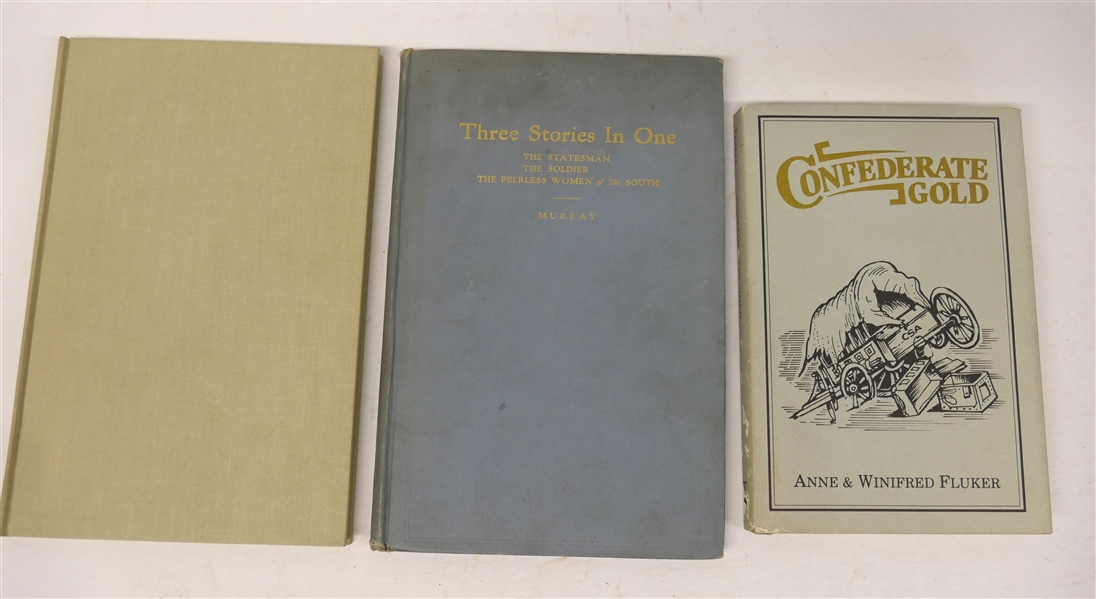 Three Stories In One
THE STATESMAN
THE SOLDIER
THE PEERLESS WOMEN of The SOUTH
MURRAY
CONFEDERATE
GOLD
CSA
ANNE & WINIFRED FLUKER